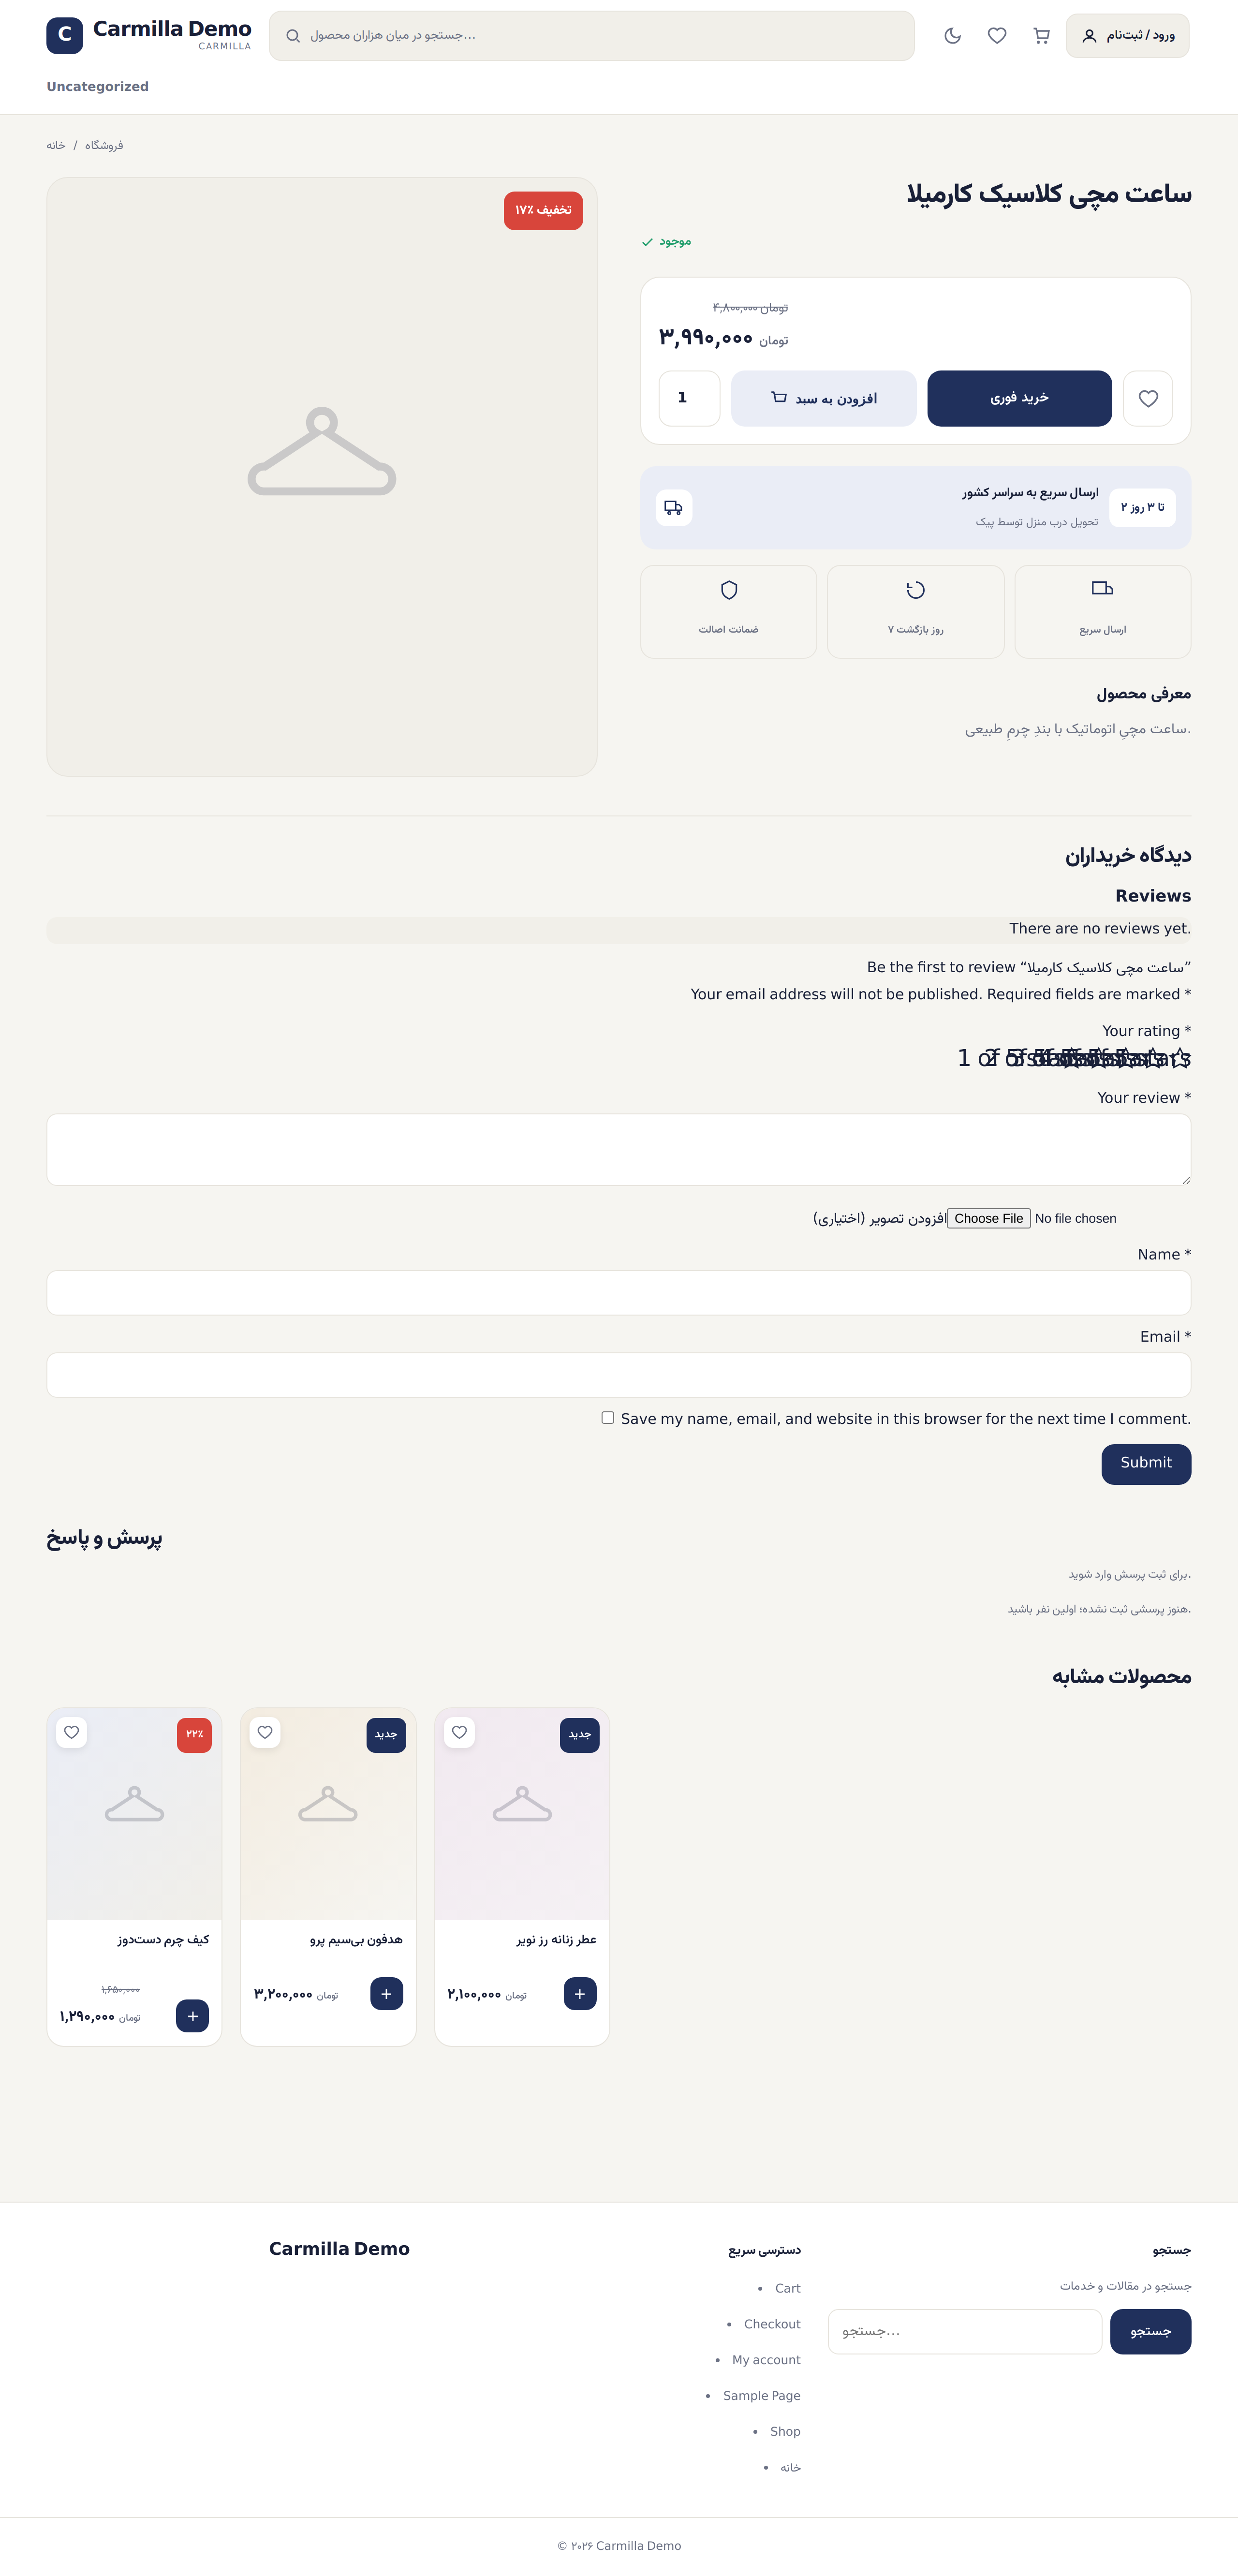 C
Carmilla Demo
CARMILLA
جستجو در میان هزاران محصول...
ورود / ثبت‌نام
Uncategorized
خانه / فروشگاه
تخفیف ۱۷٪
ساعت مچی کلاسیک کارمیلا
موجود
۴,۸۰۰,۰۰۰ تومان
۳,۹۹۰,۰۰۰ تومان
1
افزودن به سبد
خرید فوری
ارسال سریع به سراسر کشور
تحویل درب منزل توسط پیک
۲ تا ۳ روز
ضمانت اصالت
۷ روز بازگشت
ارسال سریع
معرفی محصول
ساعت مچیِ اتوماتیک با بندِ چرمِ طبیعی.
دیدگاه خریداران
Reviews
There are no reviews yet.
Be the first to review “ساعت مچی کلاسیک کارمیلا”
Your email address will not be published. Required fields are marked *
Your rating *
Your review *
افزودن تصویر (اختیاری)
Choose File No file chosen
Name *
Email *
Save my name, email, and website in this browser for the next time I comment.
Submit
پرسش و پاسخ
برای ثبت پرسش وارد شوید.
هنوز پرسشی ثبت نشده؛ اولین نفر باشید.
محصولات مشابه
۲۲٪
جدید
جدید
کیف چرم دست‌دوز
۱,۶۵۰,۰۰۰
۱,۲۹۰,۰۰۰ تومان
+
هدفون بی‌سیم پرو
۳,۲۰۰,۰۰۰ تومان
+
عطر زنانه رز نویر
۲,۱۰۰,۰۰۰ تومان
+
Carmilla Demo
دسترسی سریع
• Cart
• Checkout
• My account
• Sample Page
• Shop
• خانه
جستجو
جستجو در مقالات و خدمات
جستجو...
جستجو
© ۲۰۲۶ Carmilla Demo